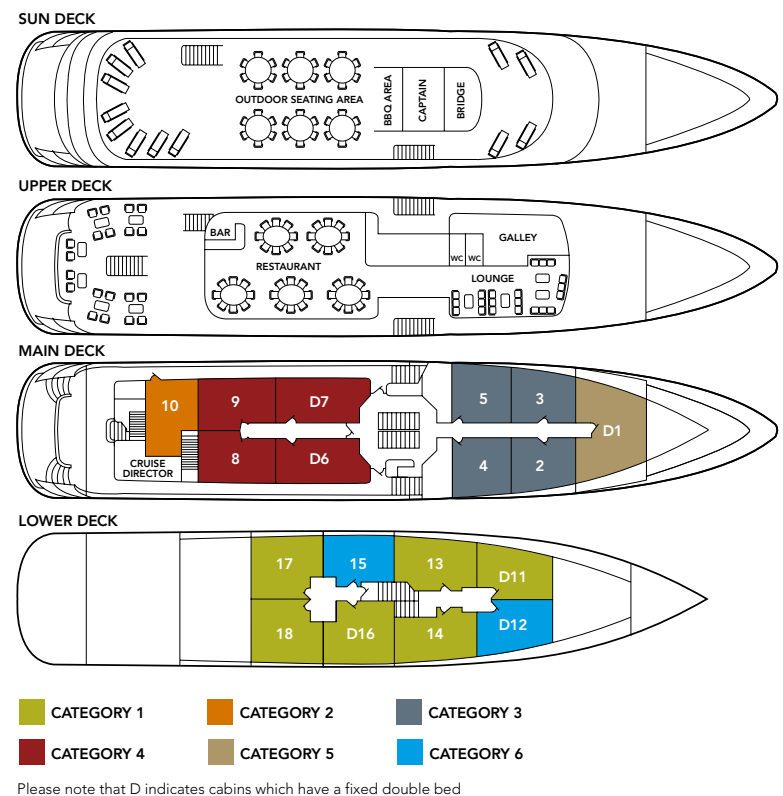 SUN DECK
OUTDOOR SEATING AREA
BBQ AREA
CAPTAIN
BRIDGE
UPPER DECK
BAR
RESTAURANT
WC
WC
GALLEY
LOUNGE
MAIN DECK
10
9
D7
5
3
D1
8
D6
4
2
CRUISE
DIRECTOR
LOWER DECK
17
15
13
D11
18
D16
14
D12
CATEGORY 1
CATEGORY 2
CATEGORY 3
CATEGORY 4
CATEGORY 5
CATEGORY 6
Please note that D indicates cabins which have a fixed double bed